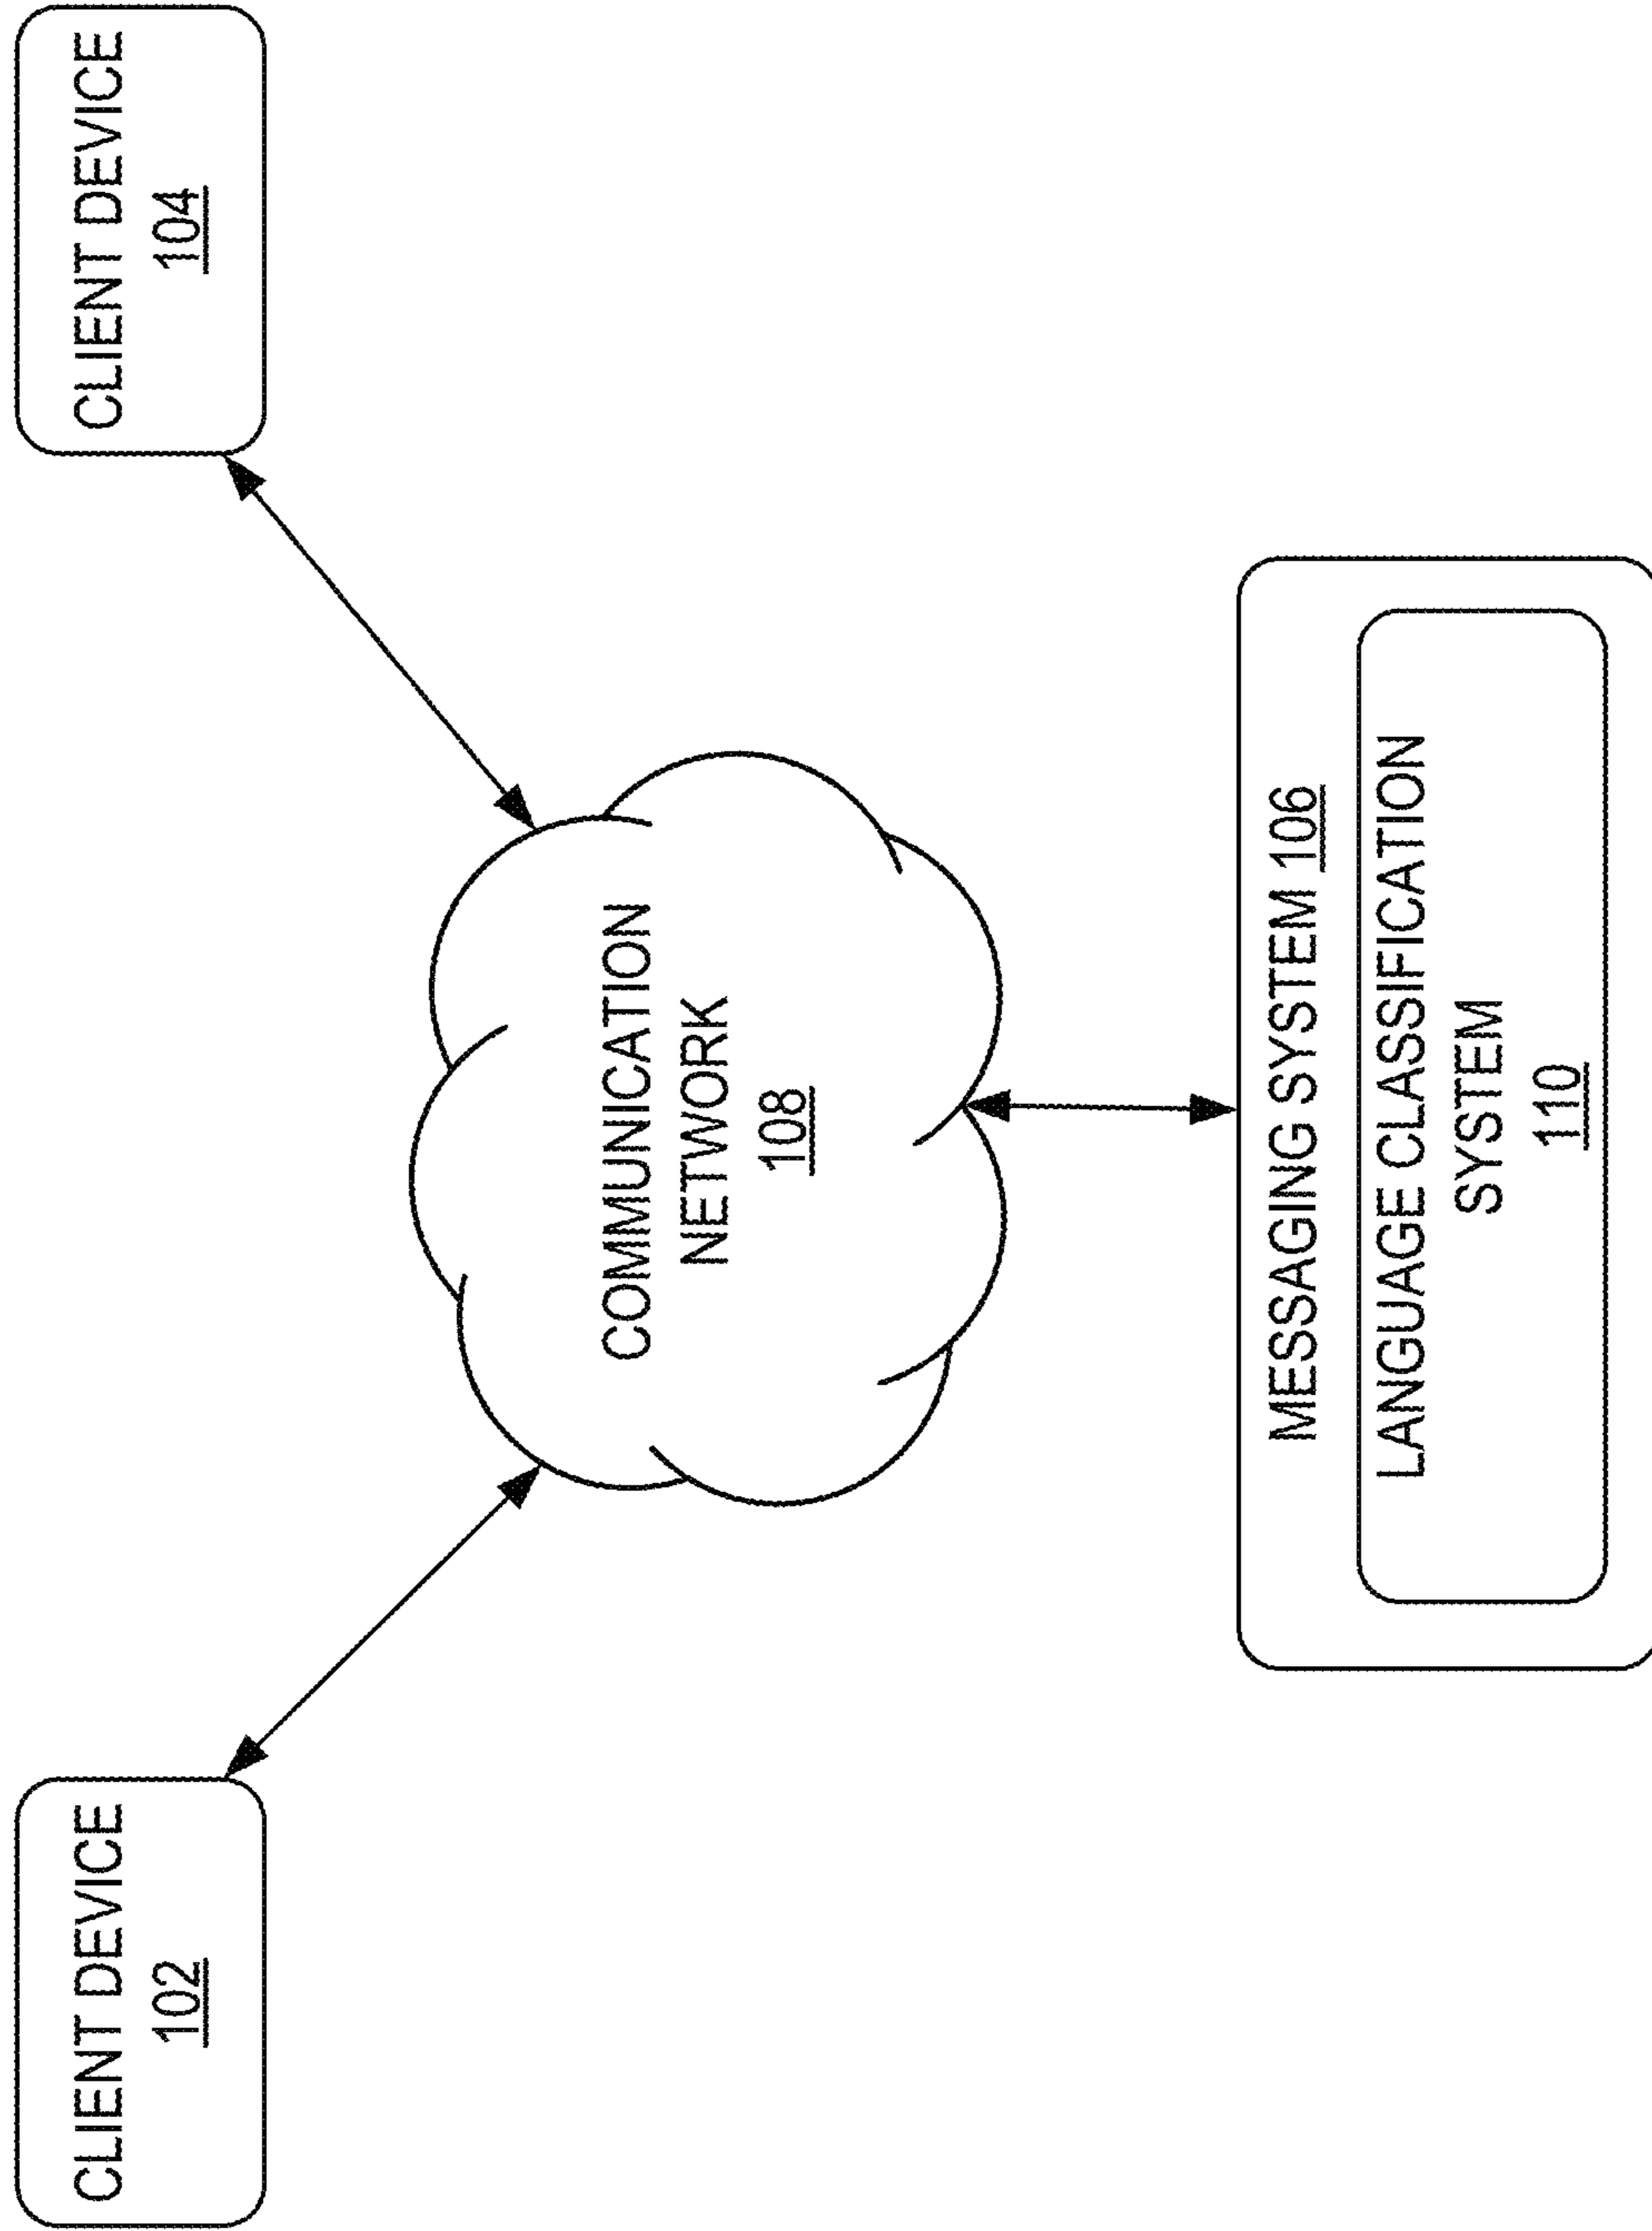 CLIENT DEVICE
102
CLIENT DEVICE
104
COMMUNICATION
NETWORK
108
MESSAGING SYSTEM 106
LANGUAGE CLASSIFICATION
SYSTEM
110